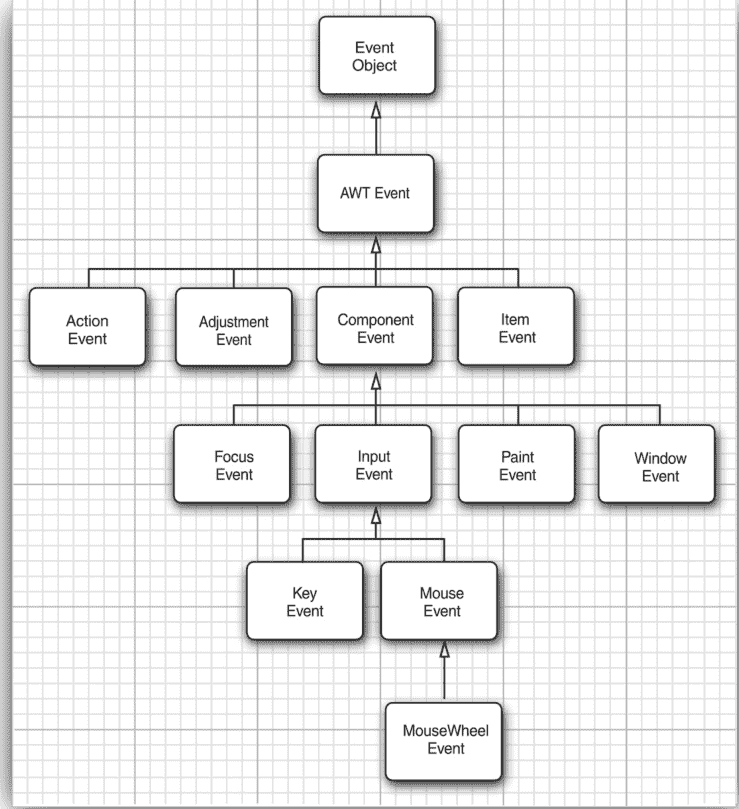 Event
Object
AWT Event
Action
Event
Adjustment
Event
Component
Event
Item
Event
Focus
Event
Input
Event
Paint
Event
Window
Event
Key
Event
Mouse
Event
MouseWheel
Event